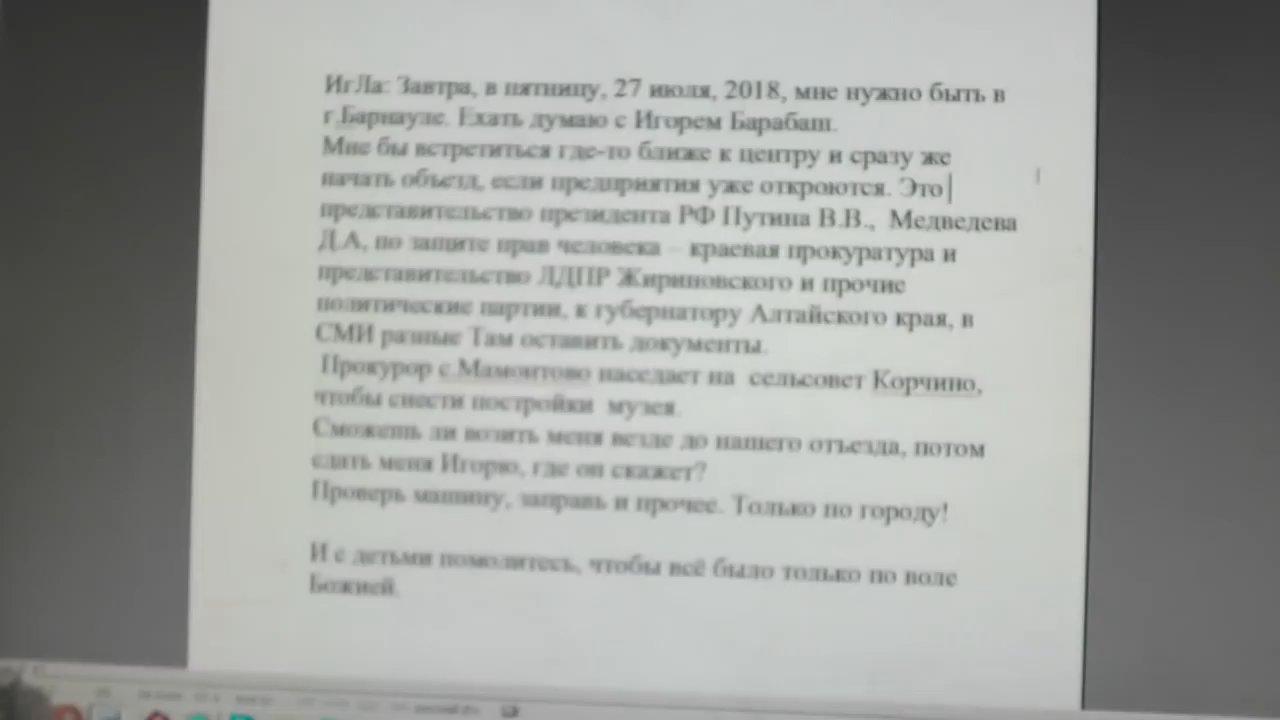 ИгЛа: Завтра, в пятницу, 27 июля, 2018, мне нужно быть в
г.Барнауле. Ехать думаю с Игорем Барабаш.
Мне бы встретиться где-то ближе к центру и сразу же
начать объезд, если предприятия уже откроются. Это
представительство президента РФ Путина В.В., Медведева
Д.А, по защите прав человека – краевая прокуратура и
представительство ЛДПР Жириновского и прочие
политические партии, к губернатору Алтайского края, в
СМИ разные Там оставить документы.
Прокурор с.Мамонтово наседает на сельсовет Корчино,
чтобы снести постройки музея.
Сможешь ли возить меня везде до нашего отъезда, потом
сдать меня Игорю, где он скажет?
Проверь машину, заправь и прочее. Только по городу!
И с детьми помолитесь, чтобы всё было только по воле
Божией.